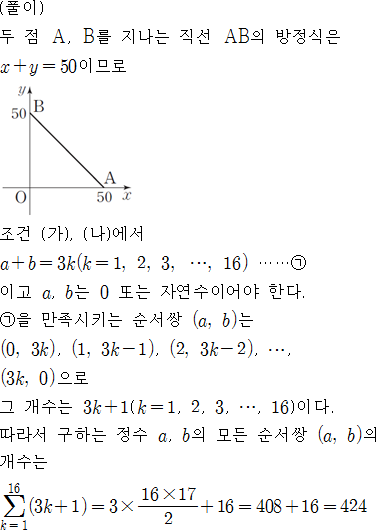 (풀이)
두 점 A, B를 지나는 직선 AB의 방정식은
x+y=50이므로
y
50 B
A
O 50 x
조건 (가), (나)에서
a+b=3k(k=1, 2, 3, ⋯, 16) ⋯⋯㉠
이고 a, b는 0 또는 자연수이어야 한다.
㉠을 만족시키는 순서쌍 (a, b)는
(0, 3k), (1, 3k−1), (2, 3k−2), ⋯,
(3k, 0)으로
그 개수는 3k+1(k=1, 2, 3, ⋯, 16)이다.
따라서 구하는 정수 a, b의 모든 순서쌍 (a, b)의
개수는
\sum_{k=1}^{16}(3k+1)=3×\frac{16×17}{2}+16=408+16=424